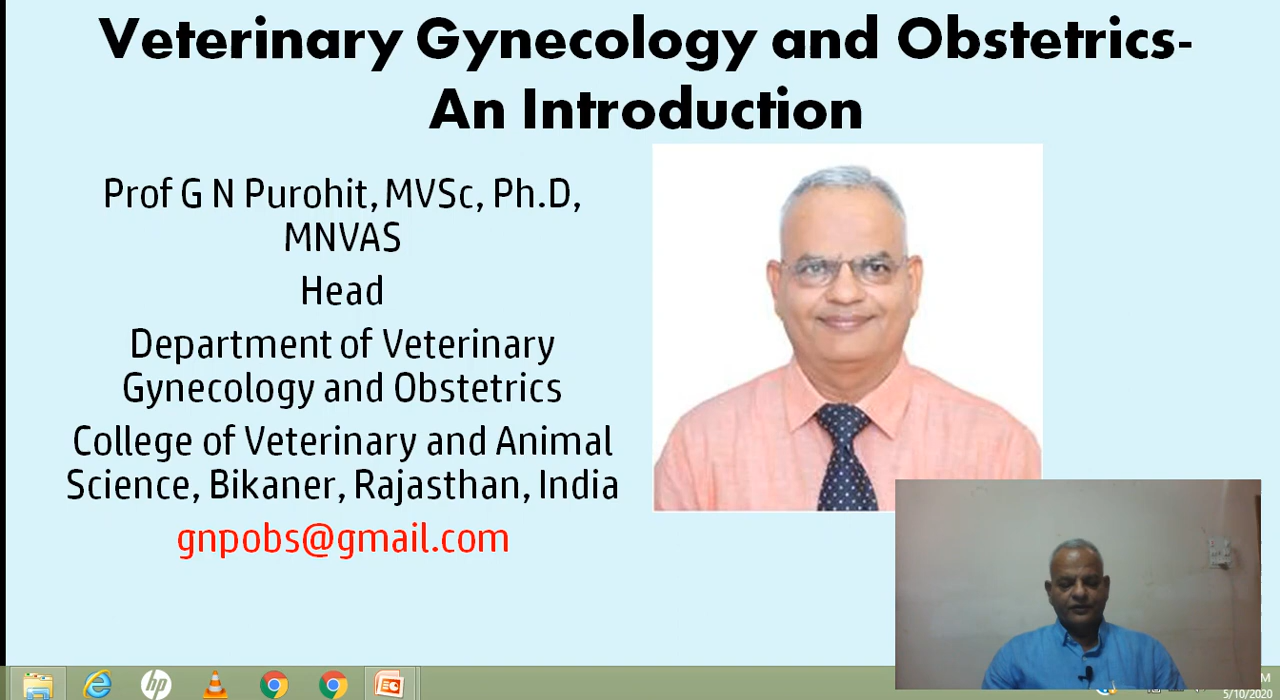 Veterinary Gynecology and Obstetrics-
An Introduction
Prof G N Purohit, MVSc, Ph.D,
MNVAS
Head
Department of Veterinary
Gynecology and Obstetrics
College of Veterinary and Animal
Science, Bikaner, Rajasthan, India
gnpobs@gmail.com
hp
5/10/2020